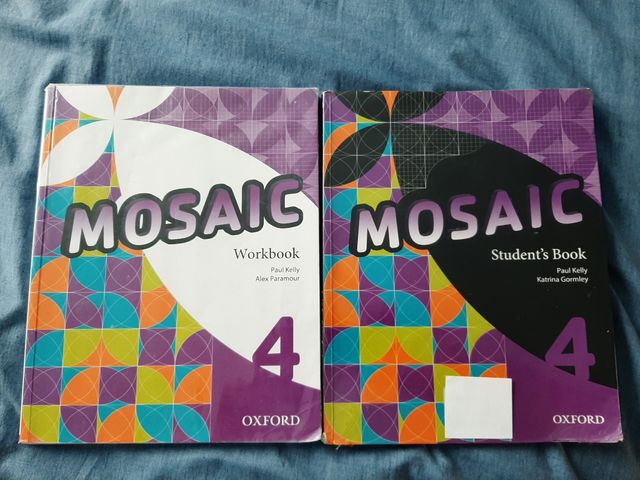 MOSAIC
Workbook
Paul Kelly
Alex Paramour
4
OXFORD
MOSAIC
Student's Book
Paul Kelly
Katrina Gormley
4
OXFORD